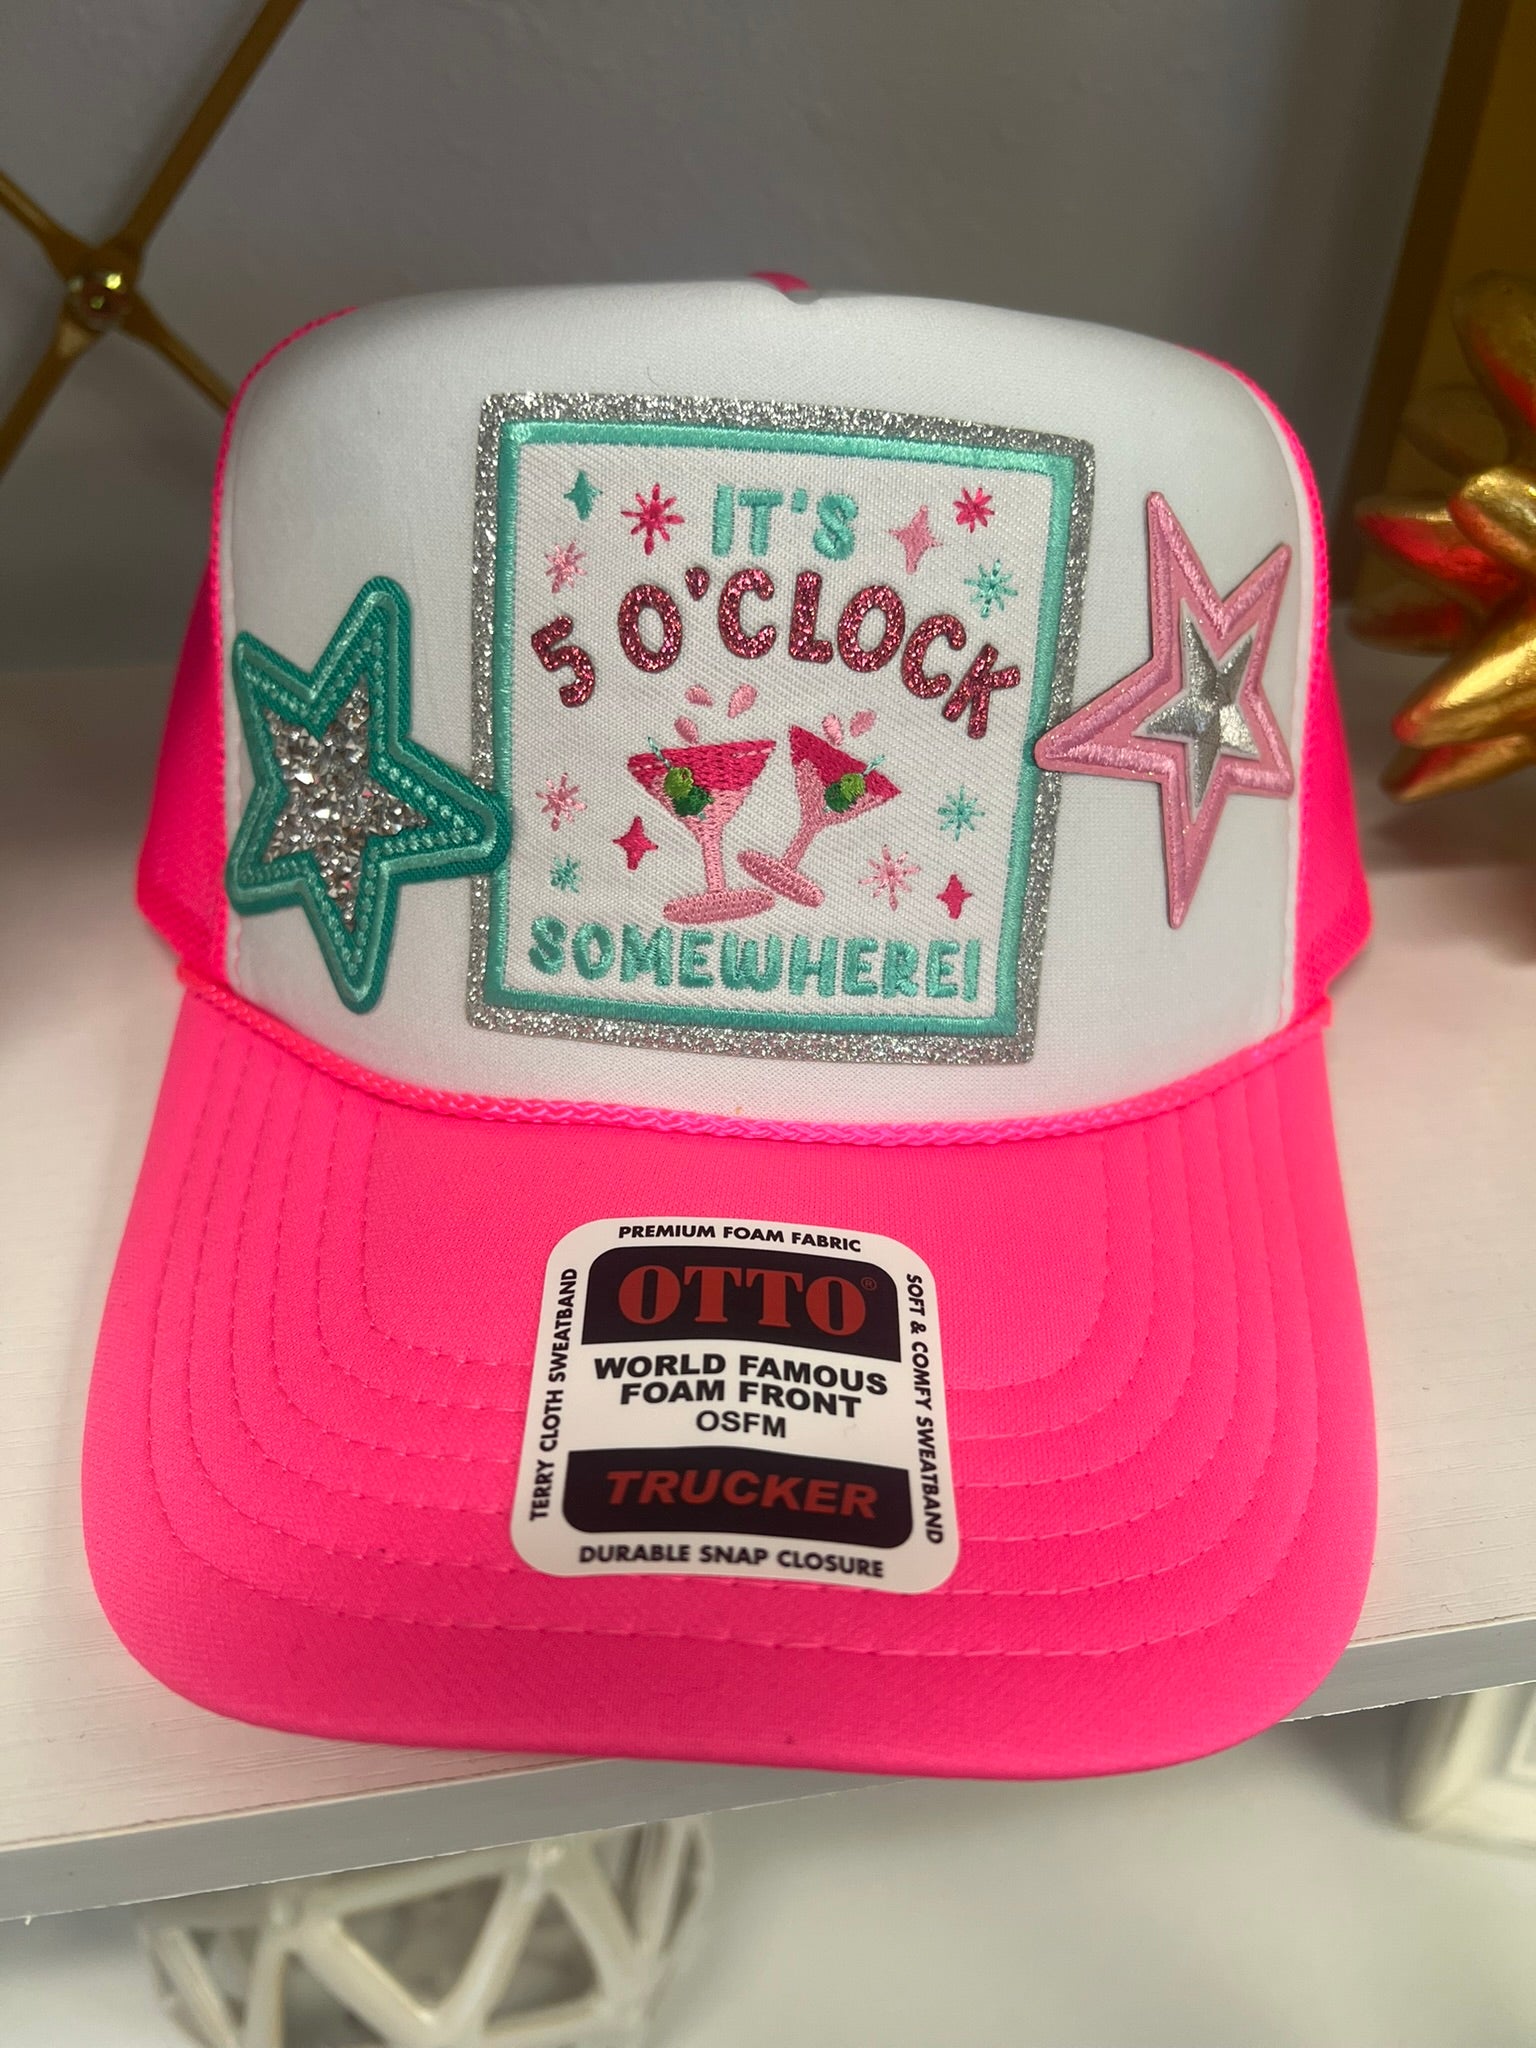 IT'S
5 O'CLOCK
SOMEWHERE!
PREMIUM FOAM FABRIC
OTTO®
WORLD FAMOUS
FOAM FRONT
OSFM
TRUCKER
DURABLE SNAP CLOSURE
TERRY CLOTH SWEATBAND
SOFT & COMFY SWEATBAND